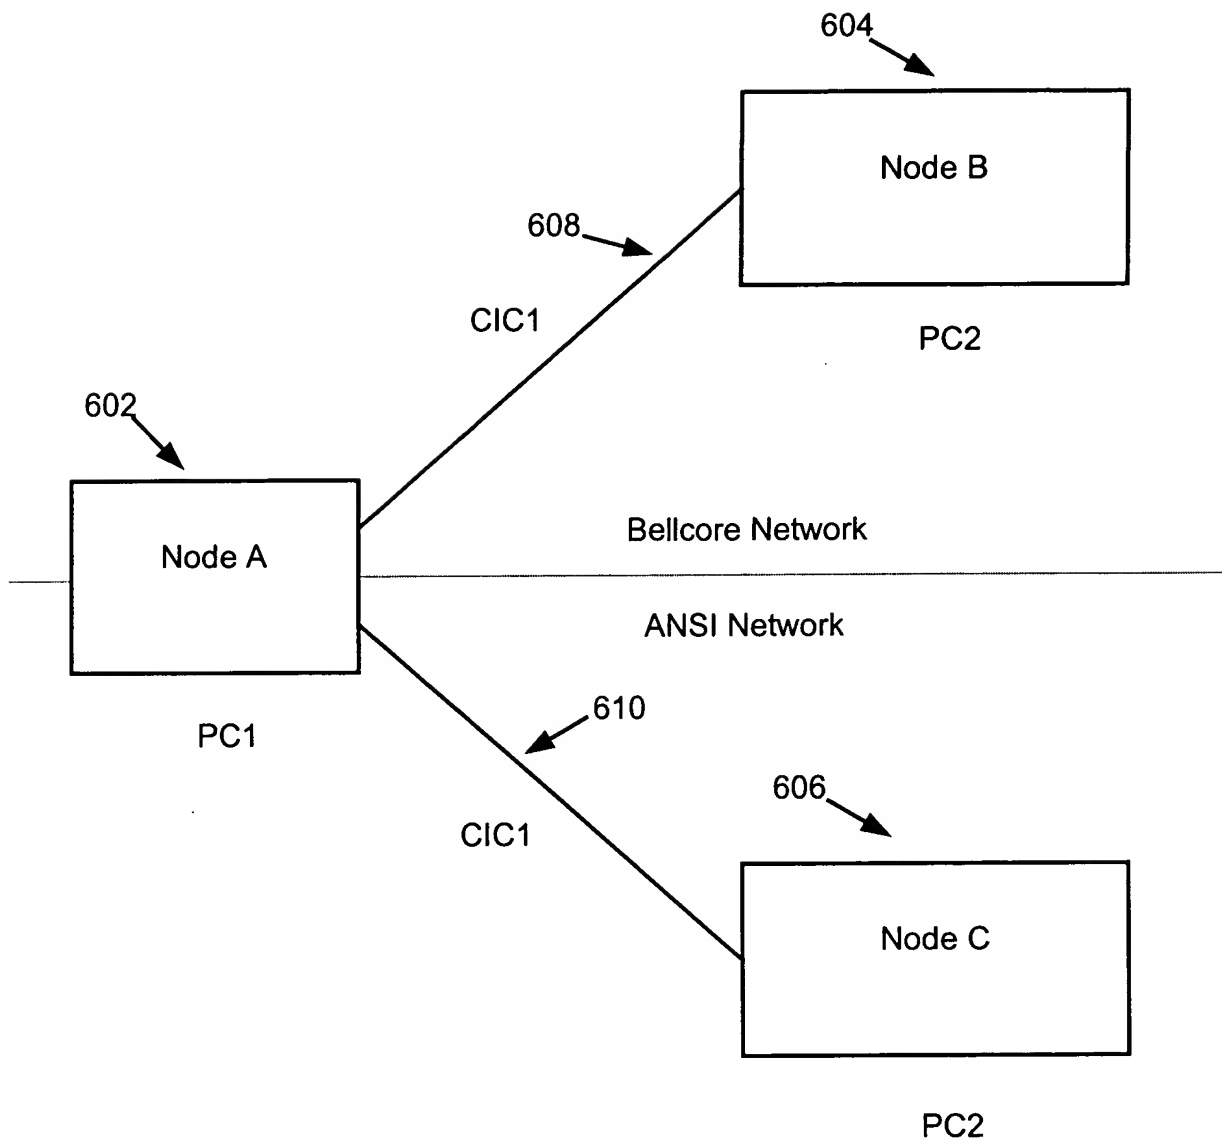 604
Node B
608
CIC1
PC2
602
Bellcore Network
Node A
ANSI Network
610
PC1
606
CIC1
Node C
PC2